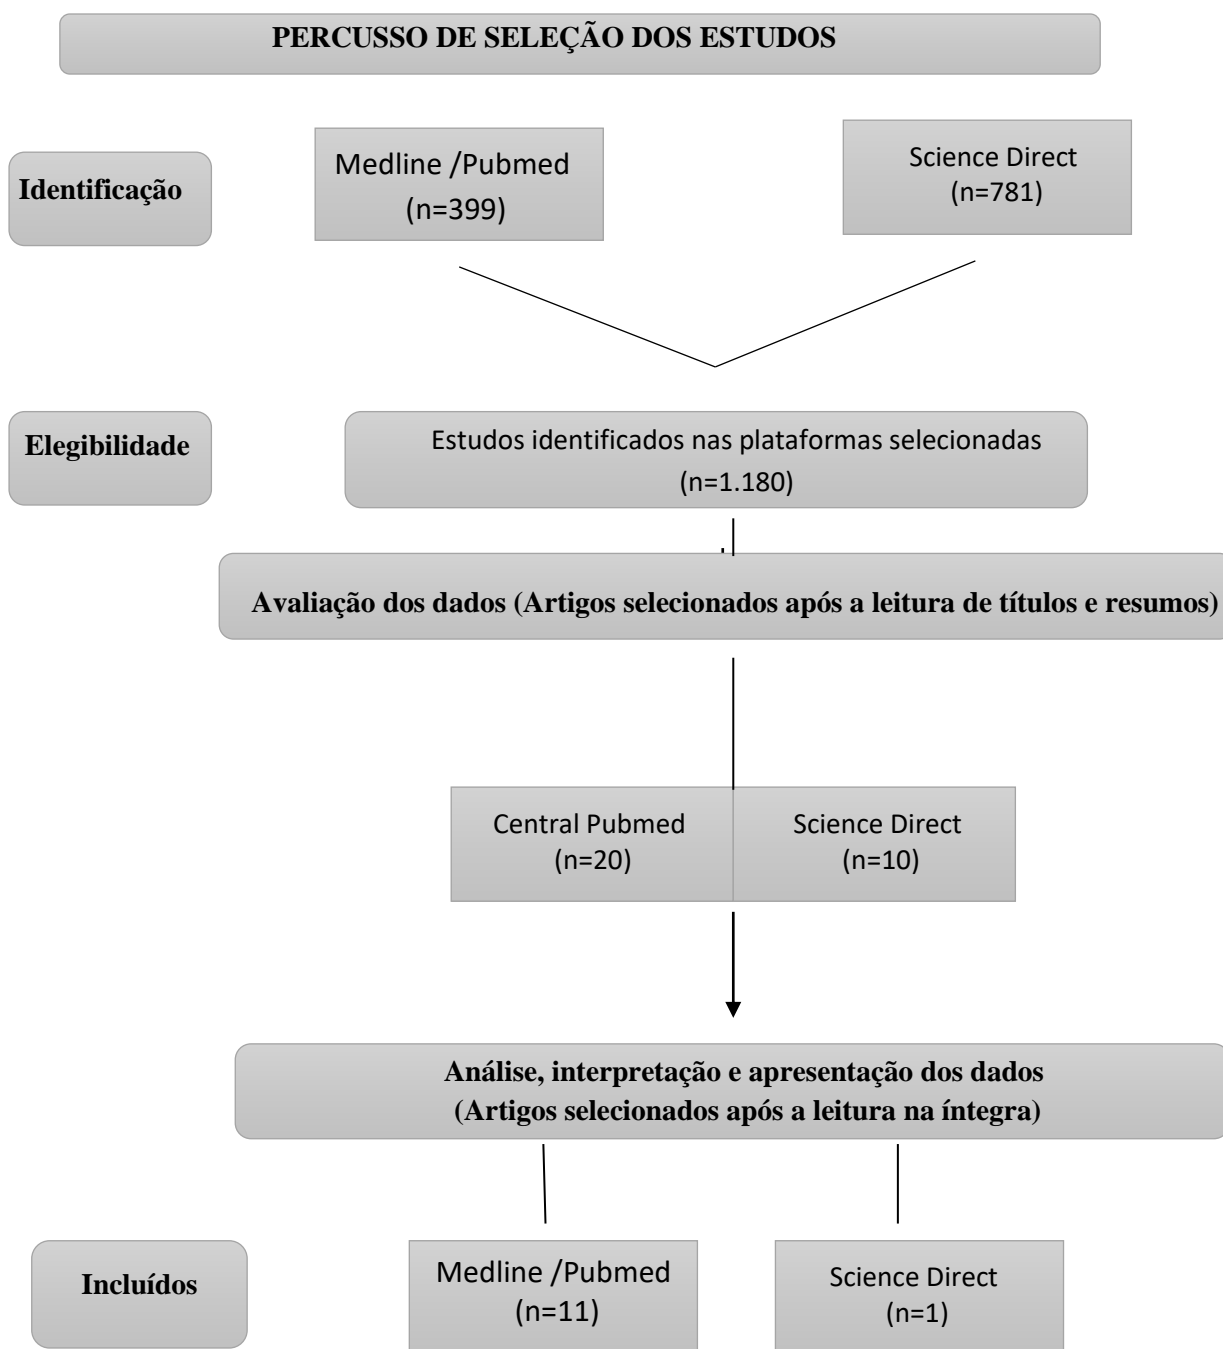 PERCUSSO DE SELEÇÃO DOS ESTUDOS
Identificação
Medline /Pubmed
(n=399)
Science Direct
(n=781)
Elegibilidade
Estudos identificados nas plataformas selecionadas
(n=1.180)
Avaliação dos dados (Artigos selecionados após a leitura de títulos e resumos)
Central Pubmed
(n=20)
Science Direct
(n=10)
Análise, interpretação e apresentação dos dados
(Artigos selecionados após a leitura na íntegra)
Incluídos
Medline /Pubmed
(n=11)
Science Direct
(n=1)